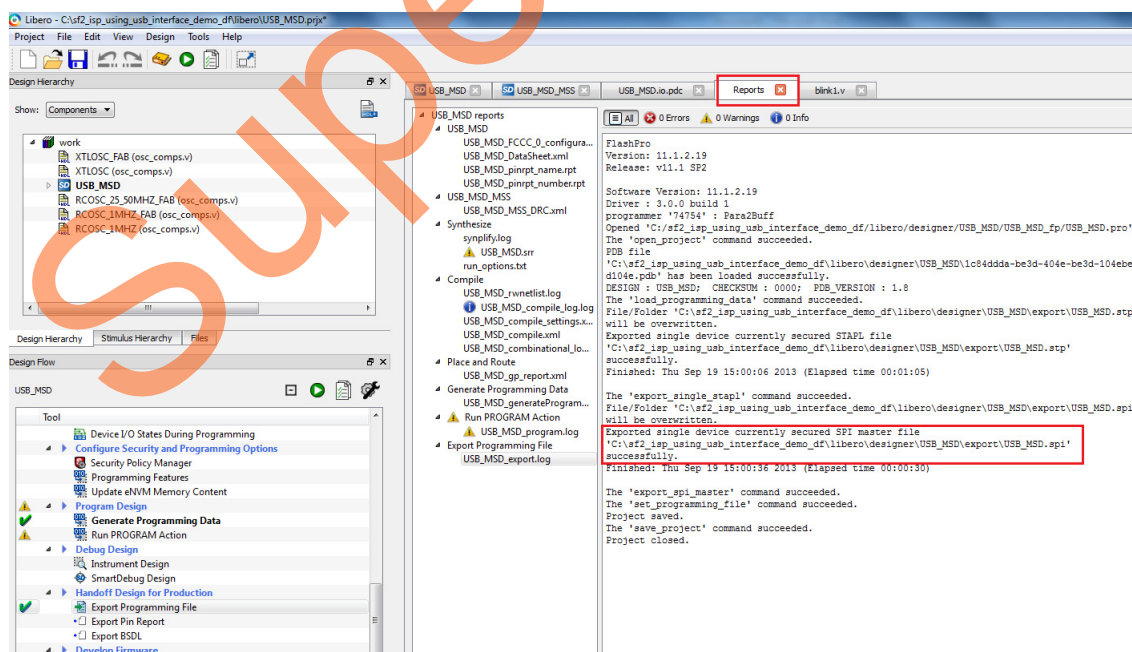 Libero - C:\sf2_isp_using_usb_interface_demo_df\libero\USB_MSD.prjx*
Project File Edit View Design Tools Help
Design Hierarchy
Show: Components
work
XTLOSC_FAB (osc_comps.v)
XTLOSC (osc_comps.v)
USB_MSD
RCOSC_25_50MHZ_FAB (osc_comps.v)
RCOSC_1MHZ_FAB (osc_comps.v)
RCOSC_1MHZ (osc_comps.v)
Design Hierarchy Stimulus Hierarchy Files
Design Flow
USB_MSD
Tool
Device I/O States During Programming
Configure Security and Programming Options
Security Policy Manager
Programming Features
Update eNVM Memory Content
Program Design
Generate Programming Data
Run PROGRAM Action
Debug Design
Instrument Design
SmartDebug Design
Handoff Design for Production
Export Programming File
Export Pin Report
Export BSDL
Develop Firmware
USB_MSD USB_MSD_MSS USB_MSD.io.pdc Reports blink1.v
USB_MSD reports
USB_MSD
USB_MSD_FCCC_0_configura...
USB_MSD_DataSheet.xml
USB_MSD_pinrpt_name.rpt
USB_MSD_pinrpt_number.rpt
USB_MSD_MSS
USB_MSD_MSS_DRC.xml
Synthesize
synplify.log
USB_MSD.srr
run_options.txt
Compile
USB_MSD_rwnetlist.log
USB_MSD_compile_log.log
USB_MSD_compile_settings.x...
USB_MSD_compile.xml
USB_MSD_combinational_lo...
Place and Route
USB_MSD_gp_report.xml
Generate Programming Data
USB_MSD_generateProgram...
Run PROGRAM Action
USB_MSD_program.log
Export Programming File
USB_MSD_export.log
All 0 Errors 0 Warnings 0 Info
FlashPro
Version: 11.1.2.19
Release: v11.1 SP2
Software Version: 11.1.2.19
Driver : 3.0.0 build 1
programmer '74754' : Para2Buff
Opened 'C:/sf2_isp_using_usb_interface_demo_df/libero/designer/USB_MSD/USB_MSD_fp/USB_MSD.pro'
The 'open_project' command succeeded.
PDB file
'C:\sf2_isp_using_usb_interface_demo_df\libero\designer\USB_MSD\1c84ddda-be3d-404e-be3d-104ebe
d104e.pdb' has been loaded successfully.
DESIGN : USB_MSD; CHECKSUM : 0000; PDB_VERSION : 1.8
The 'load_programming_data' command succeeded.
File/Folder 'C:\sf2_isp_using_usb_interface_demo_df\libero\designer\USB_MSD\export\USB_MSD.stp
will be overwritten.
Exported single device currently secured STAPL file
'C:\sf2_isp_using_usb_interface_demo_df\libero\designer\USB_MSD\export\USB_MSD.stp'
successfully.
Finished: Thu Sep 19 15:00:06 2013 (Elapsed time 00:01:05)
The 'export_single_stapl' command succeeded.
File/Folder 'C:\sf2_isp_using_usb_interface_demo_df\libero\designer\USB_MSD\export\USB_MSD.spi
will be overwritten.
Exported single device currently secured SPI master file
'C:\sf2_isp_using_usb_interface_demo_df\libero\designer\USB_MSD\export\USB_MSD.spi'
successfully.
Finished: Thu Sep 19 15:00:36 2013 (Elapsed time 00:00:30)
The 'export_spi_master' command succeeded.
The 'set_programming_file' command succeeded.
Project saved.
The 'save_project' command succeeded.
Project closed.
Supe